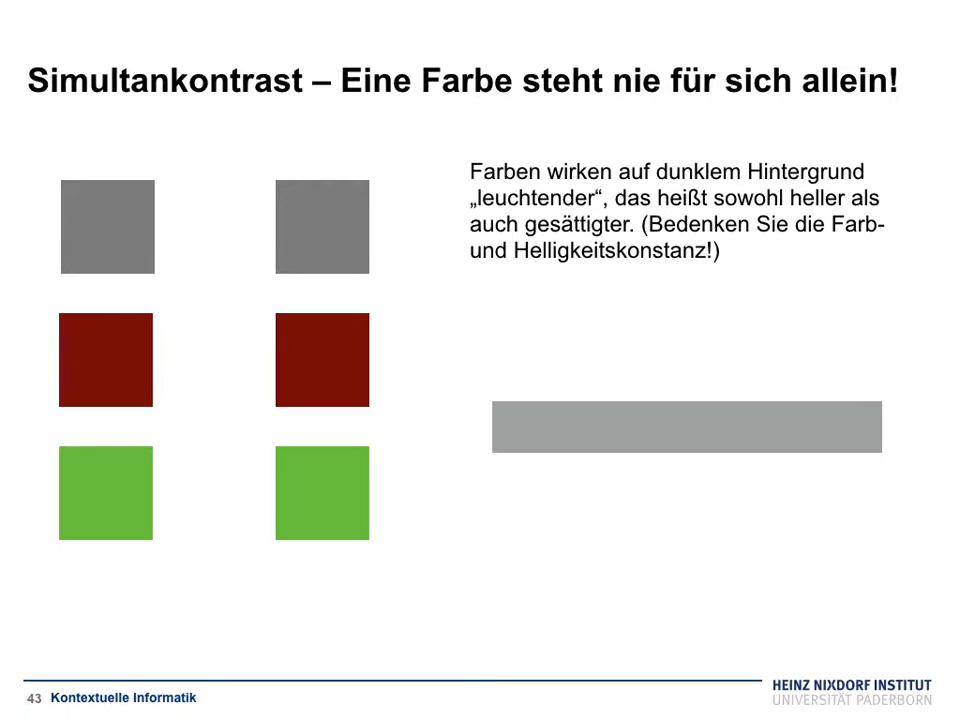 Simultankontrast – Eine Farbe steht nie für sich allein!
Farben wirken auf dunklem Hintergrund
„leuchtender“, das heißt sowohl heller als
auch gesättigter. (Bedenken Sie die Farb-
und Helligkeitskonstanz!)
43 Kontextuelle Informatik
HEINZ NIXDORF INSTITUT
UNIVERSITÄT PADERBORN